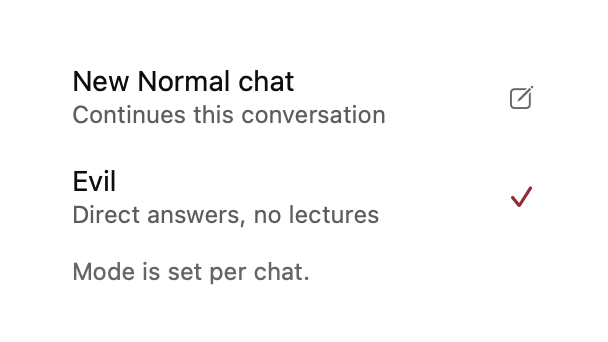 New Normal chat
Continues this conversation
Evil
Direct answers, no lectures
Mode is set per chat.